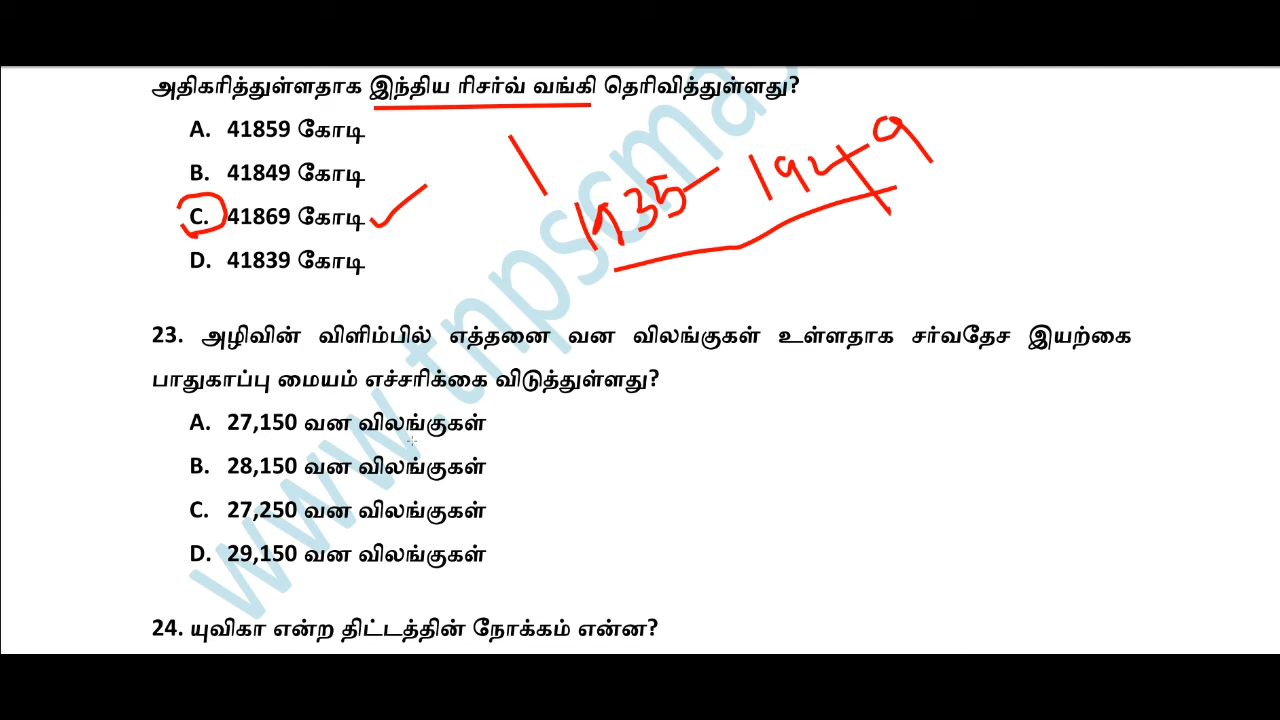 அதிகரித்துள்ளதாக இந்திய ரிசர்வ் வங்கி தெரிவித்துள்ளது?
A. 41859 கோடி
B. 41849 கோடி
C. 41869 கோடி
D. 41839 கோடி
1935 - 1949
23. அழிவின் விளிம்பில் எத்தனை வன விலங்குகள் உள்ளதாக சர்வதேச இயற்கை
பாதுகாப்பு மையம் எச்சரிக்கை விடுத்துள்ளது?
A. 27,150 வன விலங்குகள்
B. 28,150 வன விலங்குகள்
C. 27,250 வன விலங்குகள்
D. 29,150 வன விலங்குகள்
24. யுவிகா என்ற திட்டத்தின் நோக்கம் என்ன?